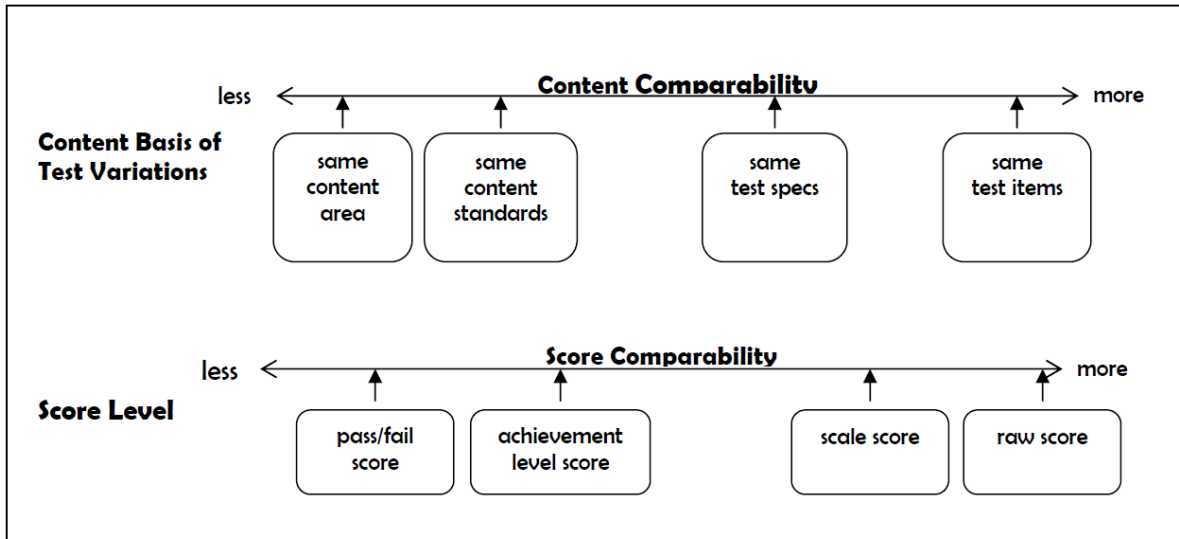 Content Comparability
less
more
Content Basis of
Test Variations
same
content
area
same
content
standards
same
test specs
same
test items
Score Comparability
less
more
Score Level
pass/fail
score
achievement
level score
scale score
raw score